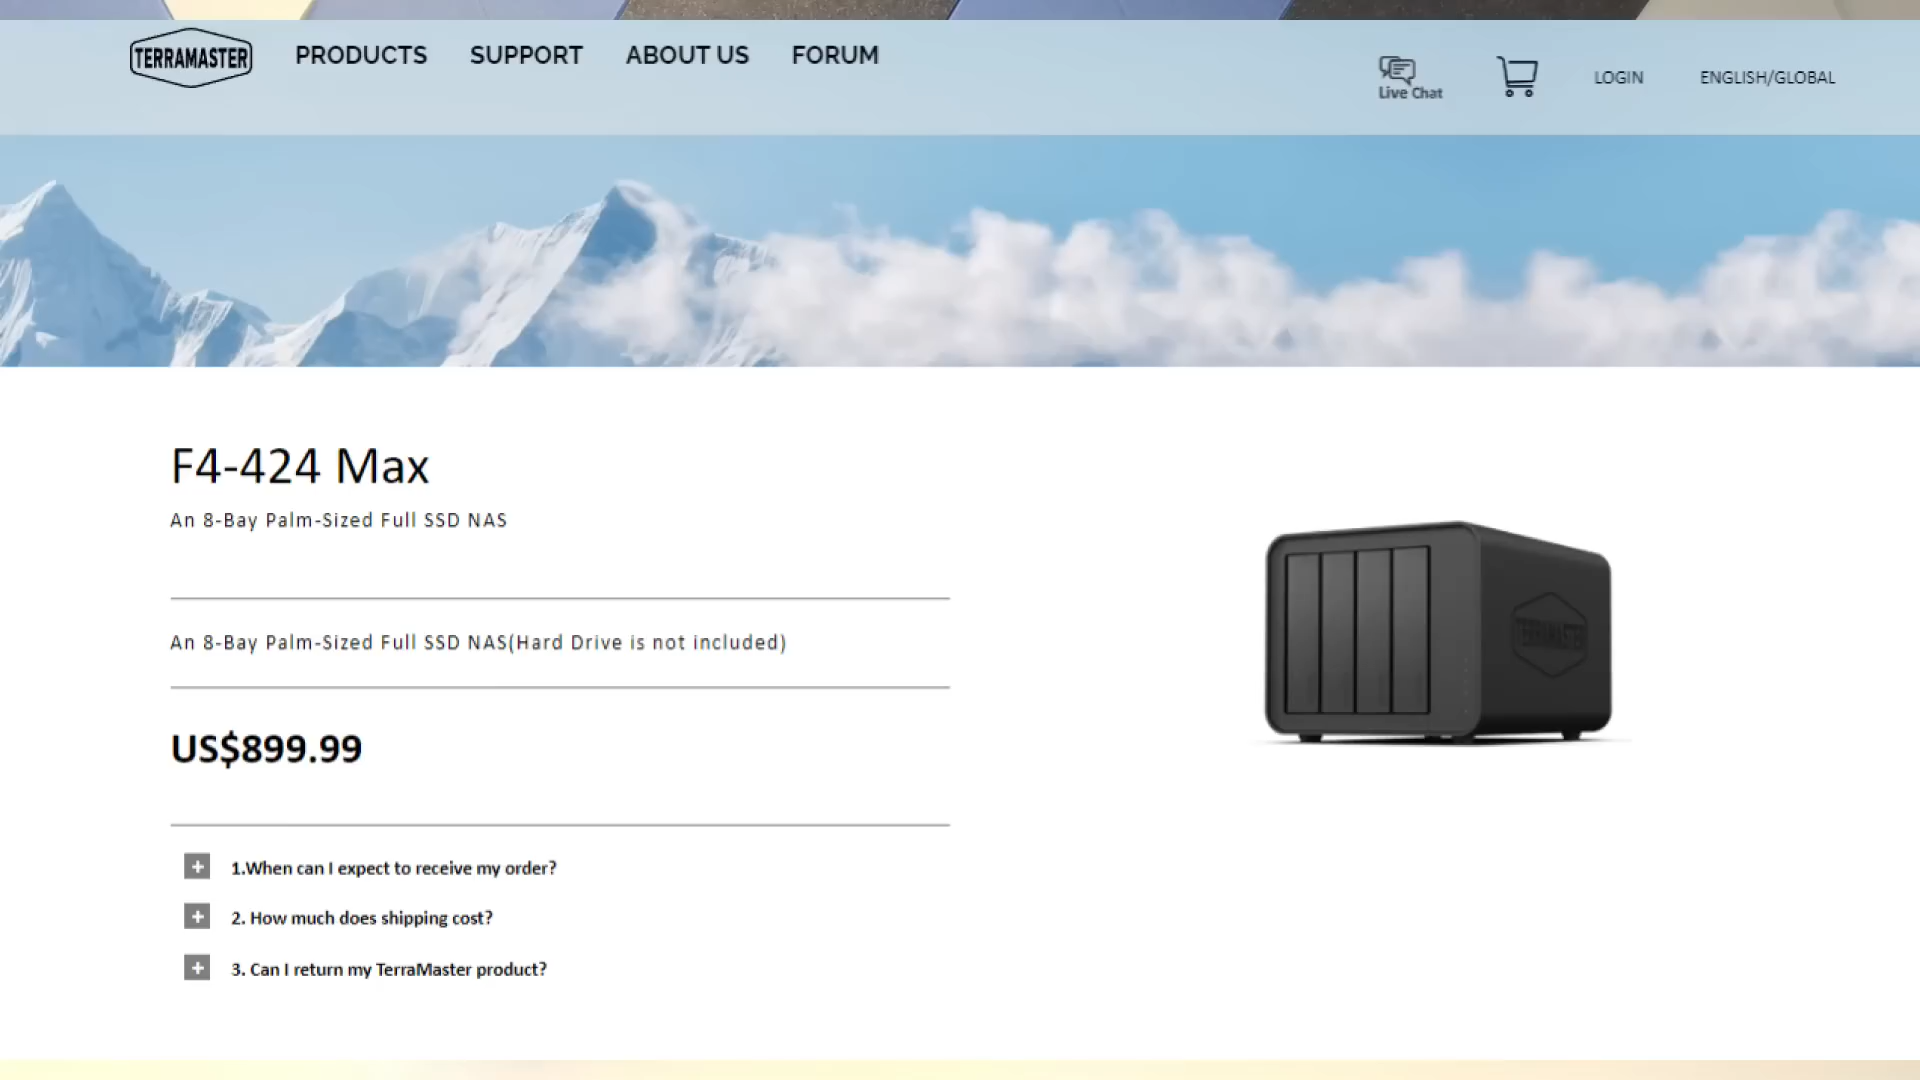 TERRAMASTER
PRODUCTS
SUPPORT
ABOUT US
FORUM
Live Chat
LOGIN
ENGLISH/GLOBAL
F4-424 Max
An 8-Bay Palm-Sized Full SSD NAS
An 8-Bay Palm-Sized Full SSD NAS(Hard Drive is not included)
US$899.99
1.When can I expect to receive my order?
2. How much does shipping cost?
3. Can I return my TerraMaster product?
TERRAMASTER